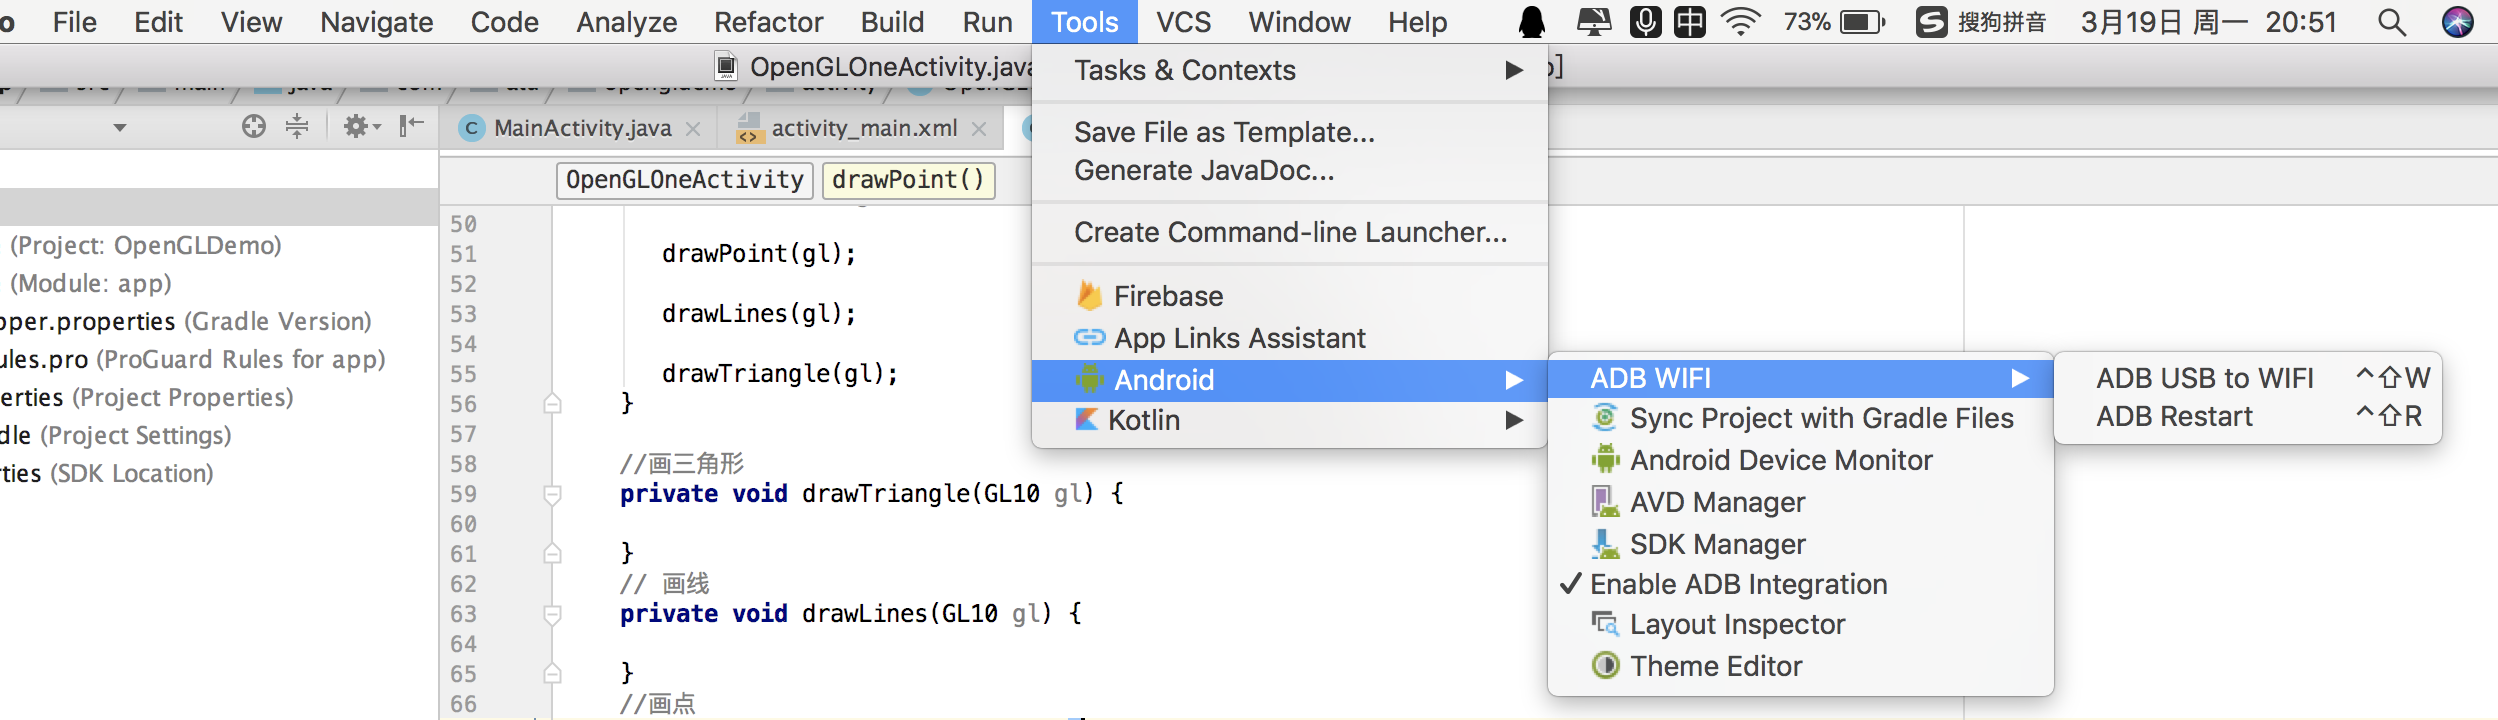 File Edit View Navigate Code Analyze Refactor Build Run Tools VCS Window Help 中 73% 搜狗拼音 3月19日 周一 20:51
OpenGLOneActivity.java
Tasks & Contexts
Save File as Template...
Generate JavaDoc...
Create Command-line Launcher...
Firebase
App Links Assistant
Android
Kotlin
ADB WIFI
Sync Project with Gradle Files
Android Device Monitor
AVD Manager
SDK Manager
Enable ADB Integration
Layout Inspector
Theme Editor
ADB USB to WIFI ^⇧W
ADB Restart ^⇧R
MainActivity.java activity_main.xml
OpenGLOneActivity drawPoint()
(Project: OpenGLDemo)
(Module: app)
pper.properties (Gradle Version)
ules.pro (ProGuard Rules for app)
erties (Project Properties)
dle (Project Settings)
rties (SDK Location)
50
51 drawPoint(gl);
52
53 drawLines(gl);
54
55 drawTriangle(gl);
56 }
57
58 //画三角形
59 private void drawTriangle(GL10 gl) {
60
61 }
62 // 画线
63 private void drawLines(GL10 gl) {
64
65 }
66 //画点